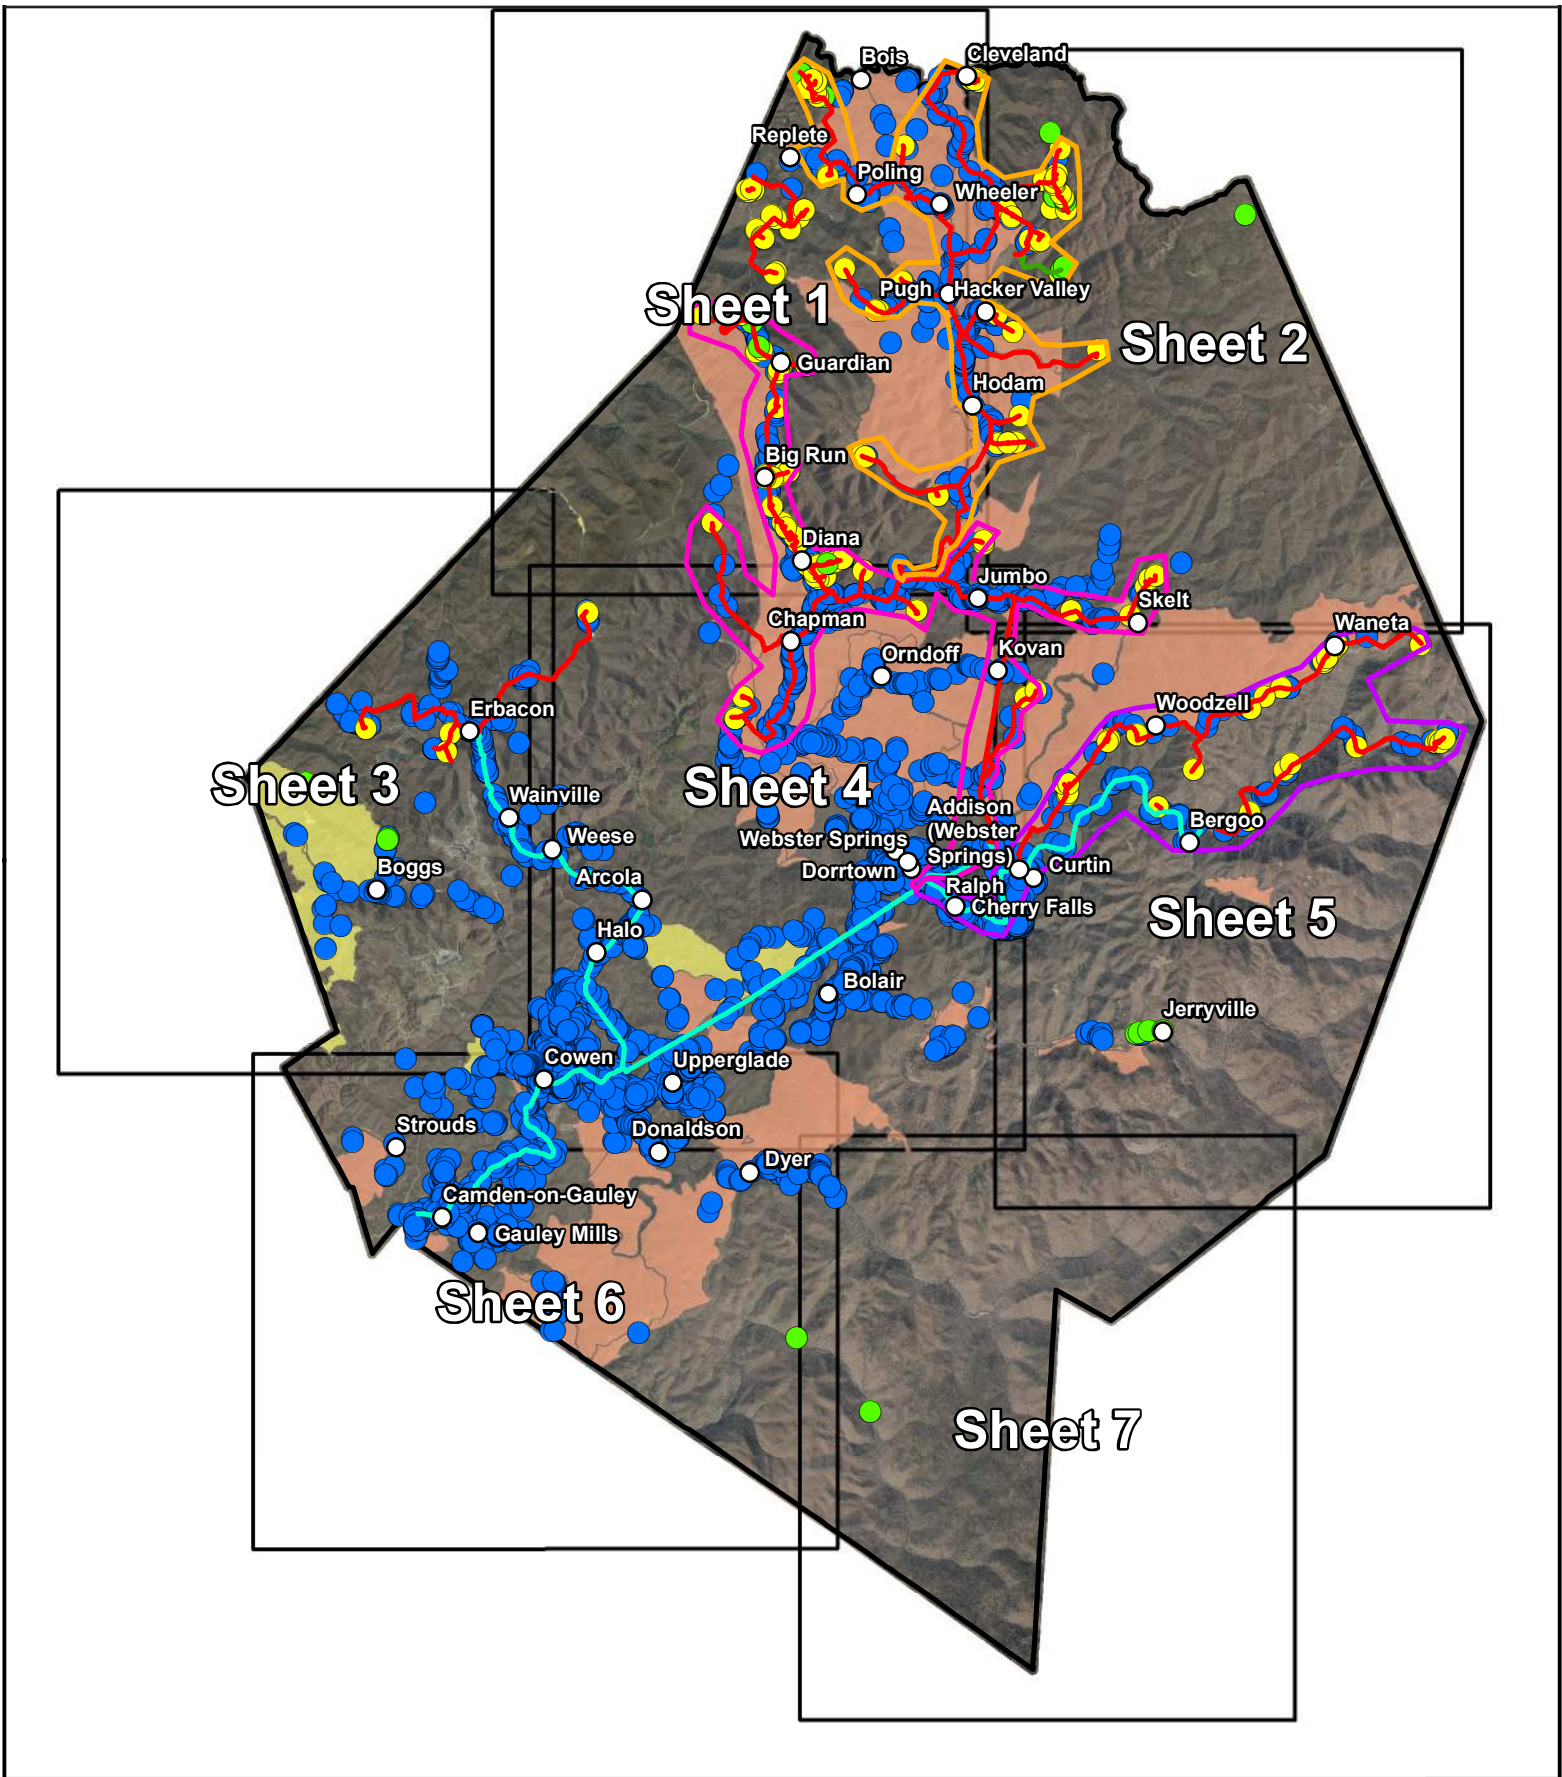 Bois
Cleveland
Replete
Poling
Wheeler
Pugh
Hacker Valley
Sheet 1
Sheet 2
Guardian
Hodam
Big Run
Diana
Jumbo
Skelt
Chapman
Waneta
Orndoff
Kovan
Woodzell
Erbacon
Sheet 3
Sheet 4
Wainville
Addison
(Webster
Springs)
Webster Springs
Weese
Bergoo
Dorrtown
Curtin
Boggs
Arcola
Ralph
Cherry Falls
Sheet 5
Halo
Bolair
Jerryville
Cowen
Upperglade
Strouds
Donaldson
Dyer
Camden-on-Gauley
Gauley Mills
Sheet 6
Sheet 7